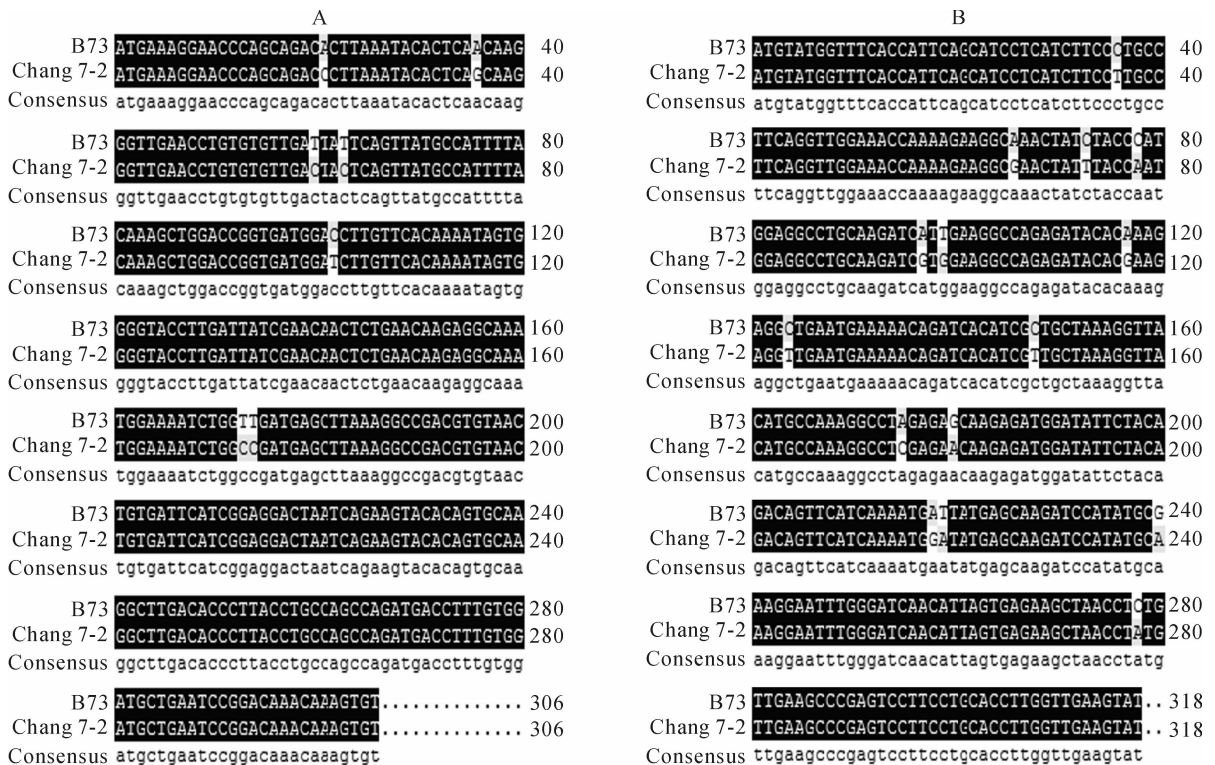 A
B73 ATGAAAGGAACCCAGCAGACACTTAAATACACTCAACAAG 40
Chang 7-2 ATGAAAGGAACCCAGCAGACCCTTAAATACACTCAGCAAG 40
Consensus atgaaaggaacccagcagacacttaaatacactcaacaag
B73 GGTTGAACCTGTGTGTTGATTATTCAGTTATGCCATTTTA 80
Chang 7-2 GGTTGAACCTGTGTGTTGACTACTCAGTTATGCCATTTTA 80
Consensus ggttgaacctgtgtgttgactactcagttatgccatttta
B73 CAAAGCTGGACCGGTGATGGACCTTGTTCACAAAATAGTG 120
Chang 7-2 CAAAGCTGGACCGGTGATGGATCTTGTTCACAAAATAGTG 120
Consensus caaagctggaccggtgatggaccttgttcacaaaatagtg
B73 GGGTACCTTGATTATCGAACAACTCTGAACAAGAGGCAAA 160
Chang 7-2 GGGTACCTTGATTATCGAACAACTCTGAACAAGAGGCAAA 160
Consensus gggtaccttgattatcgaacaactctgaacaagaggcaaa
B73 TGGAAAATCTGGTTGATGAGCTTAAAGGCCGACGTGTAAC 200
Chang 7-2 TGGAAAATCTGGCCGATGAGCTTAAAGGCCGACGTGTAAC 200
Consensus tggaaaatctggccgatgagcttaaaggccgacgtgtaac
B73 TGTGATTCATCGGAGGACTAATCAGAAGTACACAGTGCAA 240
Chang 7-2 TGTGATTCATCGGAGGACTAATCAGAAGTACACAGTGCAA 240
Consensus tgtgattcatcggaggactaatcagaagtacacagtgcaa
B73 GGCTTGACACCCTTACCTGCCAGCCAGATGACCTTTGTGG 280
Chang 7-2 GGCTTGACACCCTTACCTGCCAGCCAGATGACCTTTGTGG 280
Consensus ggcttgacacccttacctgccagccagatgacctttgtgg
B73 ATGCTGAATCCGGACAAACAAAGTGT.............. 306
Chang 7-2 ATGCTGAATCCGGACAAACAAAGTGT.............. 306
Consensus atgctgaatccggacaaacaaagtgt
B
B73 ATGTATGGTTTCACCATTCAGCATCCTCATCTTCCCTGCC 40
Chang 7-2 ATGTATGGTTTCACCATTCAGCATCCTCATCTTCCTTGCC 40
Consensus atgtatggtttcaccattcagcatcctcatcttccctgcc
B73 TTCAGGTTGGAAACCAAAAGAAGGCAAACTATCTACCCAT 80
Chang 7-2 TTCAGGTTGGAAACCAAAAGAAGGCGAACTATTTACCAAT 80
Consensus ttcaggttggaaaccaaaagaaggcaaactatctaccaat
B73 GGAGGCCTGCAAGATCATTGAAGGCCAGAGATACACAAAG 120
Chang 7-2 GGAGGCCTGCAAGATCGTGGAAGGCCAGAGATACACGAAG 120
Consensus ggaggcctgcaagatcatggaaggccagagatacacaaag
B73 AGGCTGAATGAAAAACAGATCACATCGCTGCTAAAGGTTA 160
Chang 7-2 AGGTTGAATGAAAAACAGATCACATCGTTGCTAAAGGTTA 160
Consensus aggctgaatgaaaaacagatcacatcgctgctaaaggtta
B73 CATGCCAAAGGCCTAGAGAGCAAGAGATGGATATTCTACA 200
Chang 7-2 CATGCCAAAGGCCTCGAGAACAAGAGATGGATATTCTACA 200
Consensus catgccaaaggcctagagaacaagagatggatattctaca
B73 GACAGTTCATCAAAATGATTATGAGCAAGATCCATATGCG 240
Chang 7-2 GACAGTTCATCAAAATGGATATGAGCAAGATCCATATGCA 240
Consensus gacagttcatcaaaatgaatatgagcaagatccatatgca
B73 AAGGAATTTGGGATCAACATTAGTGAGAAGCTAACCTCTG 280
Chang 7-2 AAGGAATTTGGGATCAACATTAGTGAGAAGCTAACCTATG 280
Consensus aaggaatttgggatcaacattagtgagaagctaacctatg
B73 TTGAAGCCCGAGTCCTTCCTGCACCTTGGTTGAAGTAT.. 318
Chang 7-2 TTGAAGCCCGAGTCCTTCCTGCACCTTGGTTGAAGTAT.. 318
Consensus ttgaagcccgagtccttcctgcaccttggttgaagtat